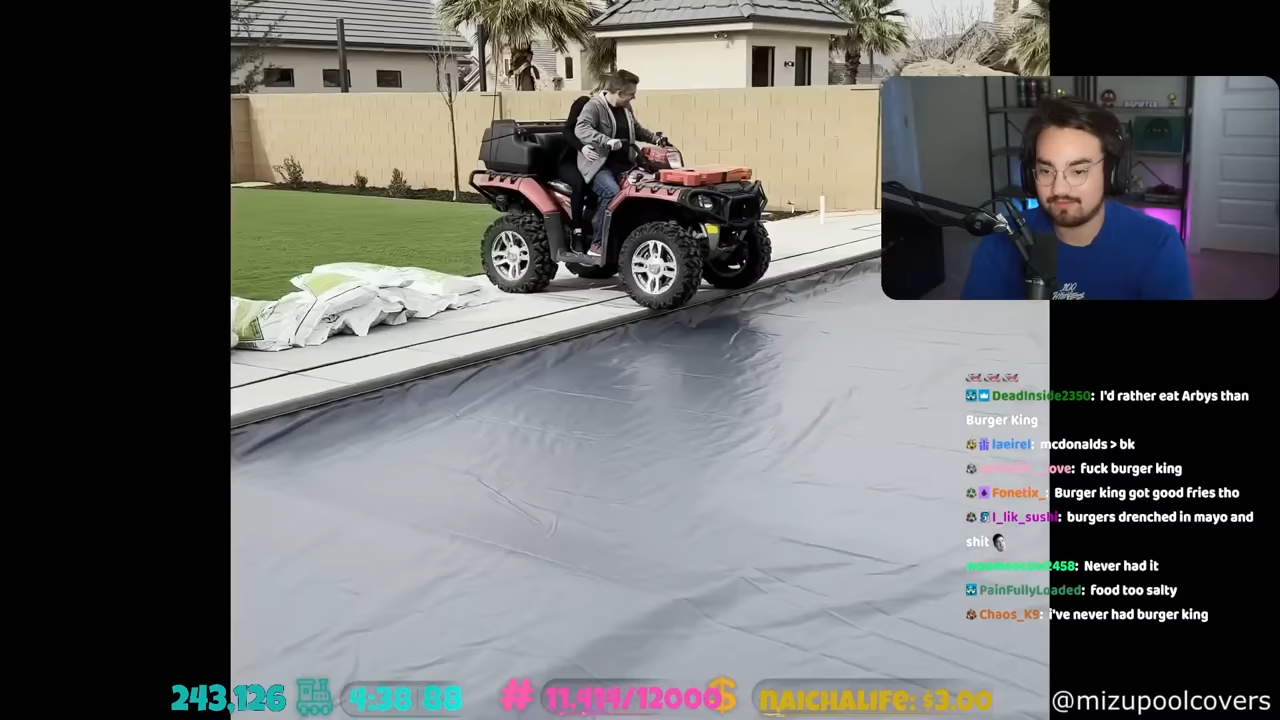 DeadInside2350: I'd rather eat Arbys than
Burger King
laeirel: mcdonalds > bk
fuck burger king
Fonetix_: Burger king got good fries tho
I_lik_sushi: burgers drenched in mayo and
shit
Never had it
PainFullyLoaded: food too salty
Chaos_K9: i've never had burger king
243,126
4:38
88
# 11,414/12000
$ NAICHALIFE: $3.00
@mizupoolcovers